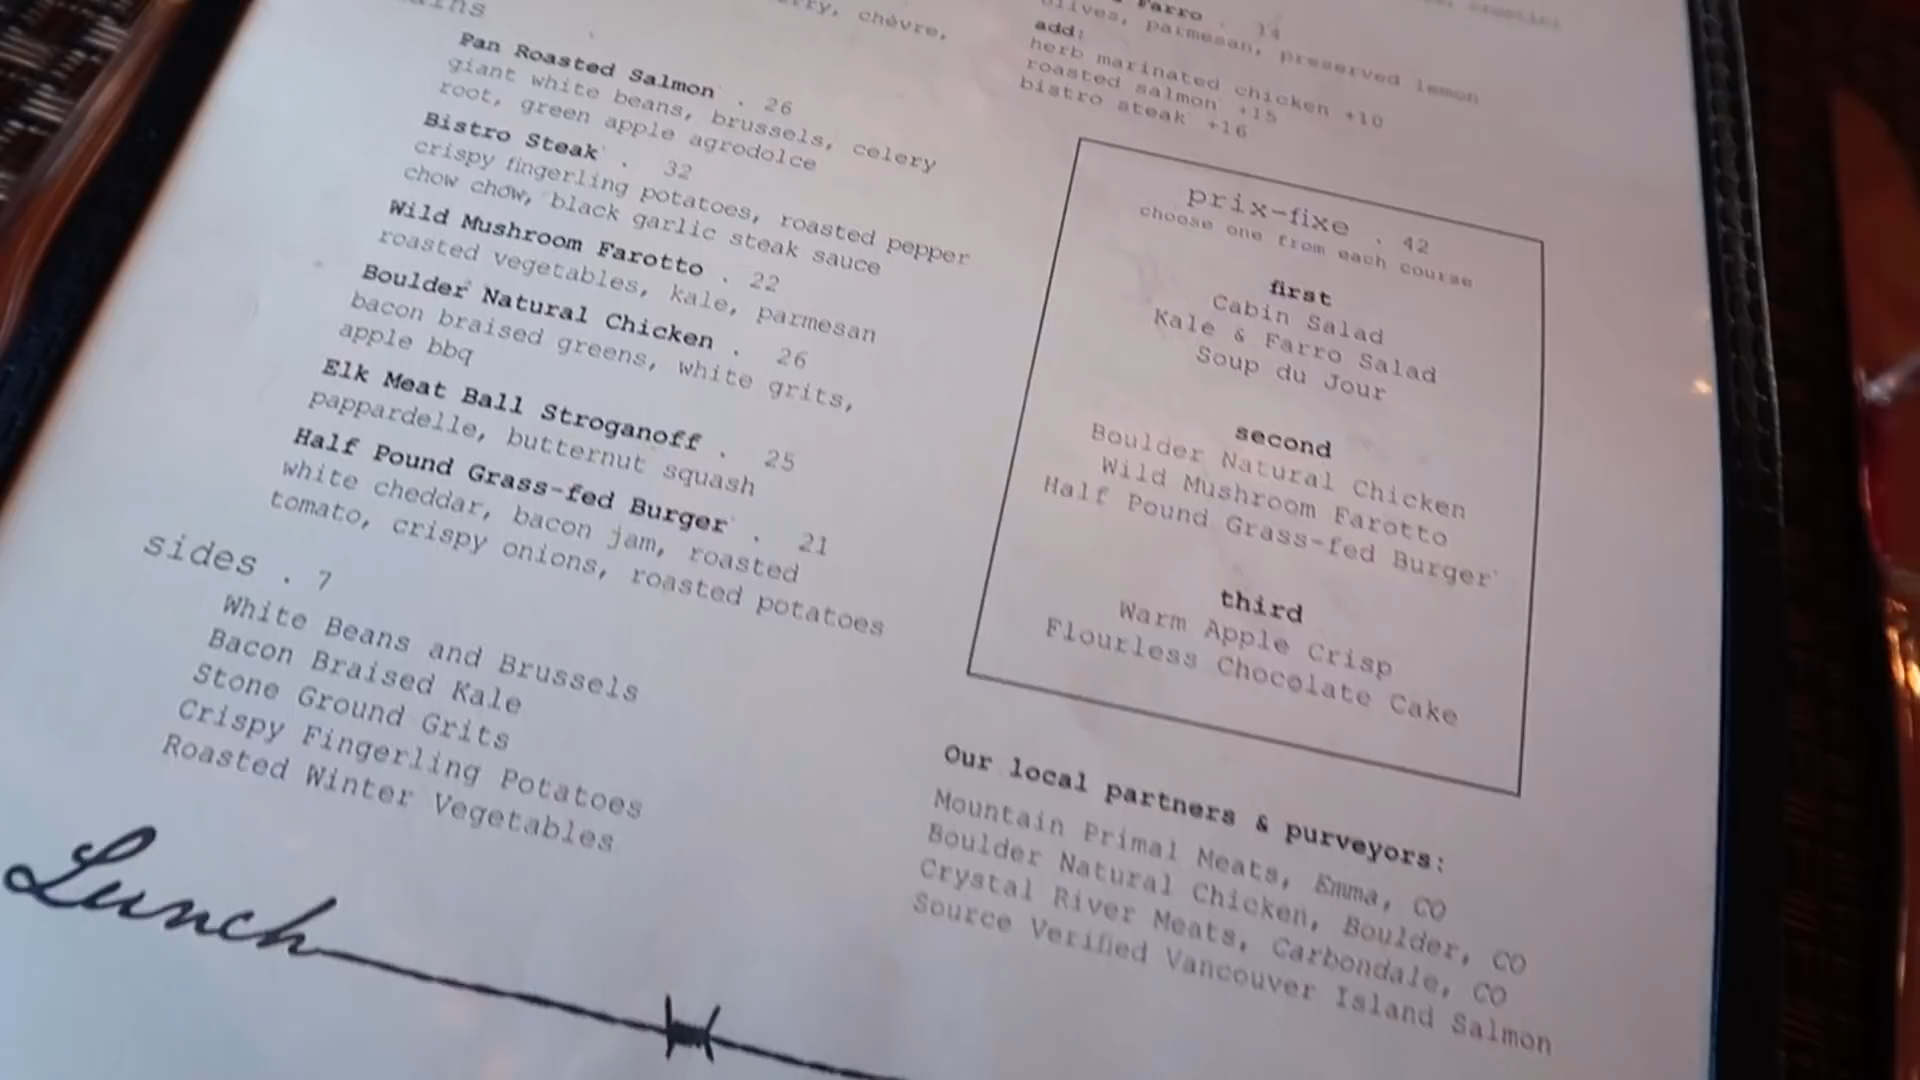 chèvre,
Pan Roasted Salmon . 26
giant white beans, brussels, celery
root, green apple agrodolce
Bistro Steak . 32
crispy fingerling potatoes, roasted pepper
chow chow, black garlic steak sauce
Wild Mushroom Farotto . 22
roasted vegetables, kale, parmesan
Boulder Natural Chicken . 26
bacon braised greens, white grits,
apple bbq
Elk Meat Ball Stroganoff . 25
pappardelle, butternut squash
Half Pound Grass-fed Burger . 21
white cheddar, bacon jam, roasted
tomato, crispy onions, roasted potatoes
sides . 7
White Beans and Brussels
Bacon Braised Kale
Stone Ground Grits
Crispy Fingerling Potatoes
Roasted Winter Vegetables
Lunch
Farro . 14
olives, parmesan, preserved lemon
add:
herb marinated chicken +10
roasted salmon +15
bistro steak +16
prix-fixe . 42
choose one from each course
first
Cabin Salad
Kale & Farro Salad
Soup du Jour
second
Boulder Natural Chicken
Wild Mushroom Farotto
Half Pound Grass-fed Burger
third
Warm Apple Crisp
Flourless Chocolate Cake
Our local partners & purveyors:
Mountain Primal Meats, Emma, CO
Boulder Natural Chicken, Boulder, CO
Crystal River Meats, Carbondale, CO
Source Verified Vancouver Island Salmon